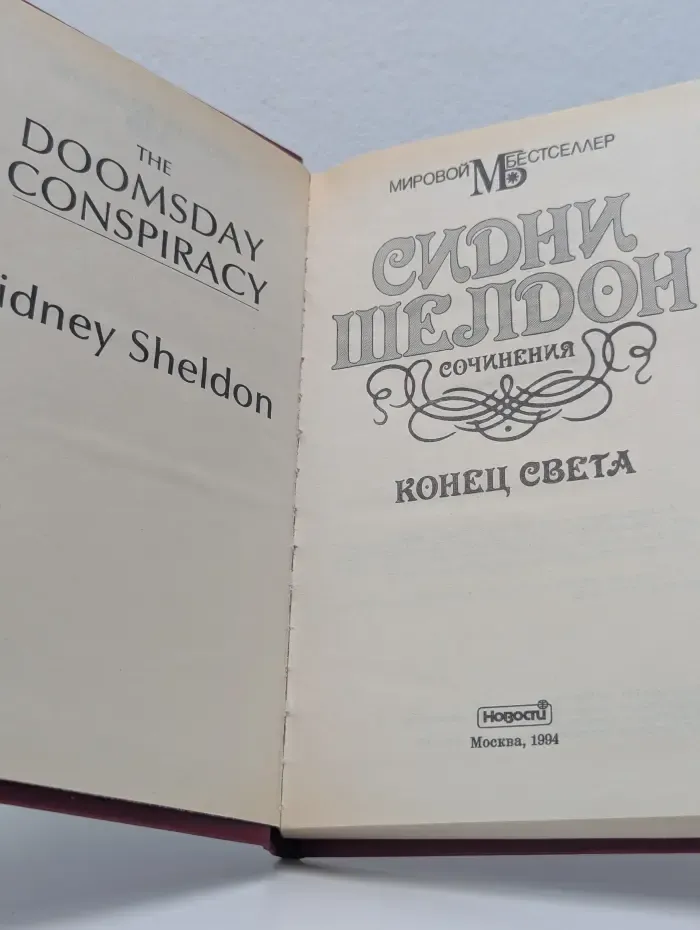 THE
DOOMSDAY
CONSPIRACY
idney Sheldon
МИРОВОЙ МБ БЕСТСЕЛЛЕР
СИДНИ
ШЕЛДОН
СОЧИНЕНИЯ
КОНЕЦ СВЕТА
Новости
Москва, 1994